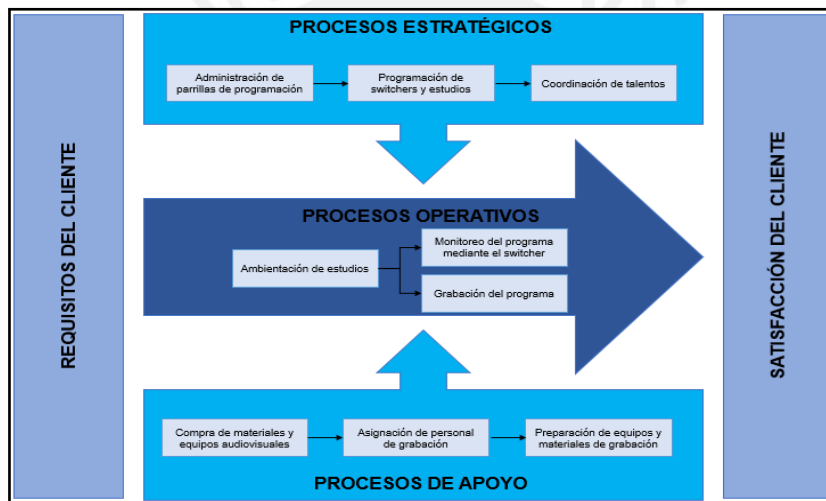 REQUISITOS DEL CLIENTE
PROCESOS ESTRATÉGICOS
Administración de
parrillas de programación
Programación de
switchers y estudios
Coordinación de talentos
PROCESOS OPERATIVOS
Ambientación de estudios
Monitoreo del programa
mediante el switcher
Grabación del programa
Compra de materiales y
equipos audiovisuales
Asignación de personal
de grabación
Preparación de equipos y
materiales de grabación
PROCESOS DE APOYO
SATISFACCIÓN DEL CLIENTE